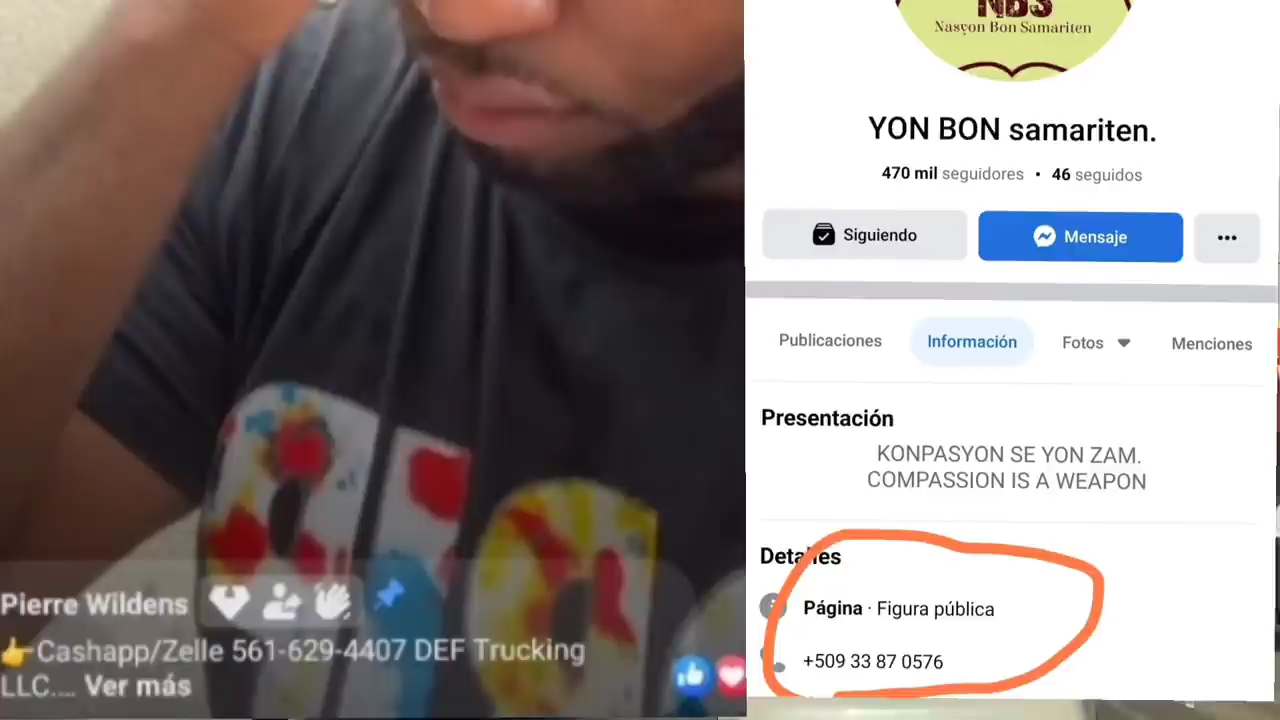 Pierre Wildens
👉Cashapp/Zelle 561-629-4407 DEF Trucking
LLC.... Ver más
NBS
Nasyon Bon Samariten
YON BON samariten.
470 mil seguidores • 46 seguidos
Siguiendo
Mensaje
Publicaciones
Información
Fotos
Menciones
Presentación
KONPASYON SE YON ZAM.
COMPASSION IS A WEAPON
Detalles
Página · Figura pública
+509 33 87 0576